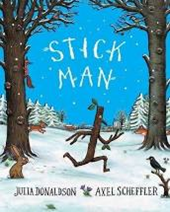 STICK
MAN
JULIA DONALDSON AXEL SCHEFFLER